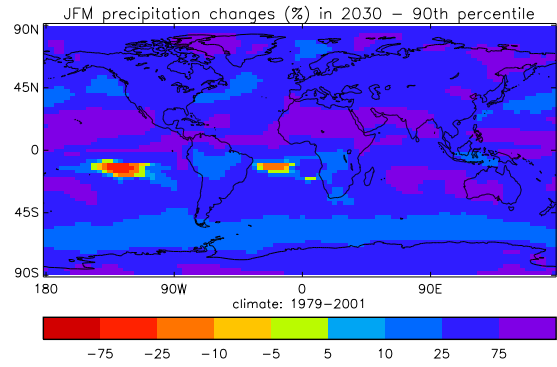 JFM precipitation changes (%) in 2030 – 90th percentile
90N
45N
0
45S
90S
180 90W 0 90E
climate: 1979–2001
−75 −25 −10 −5 5 10 25 75